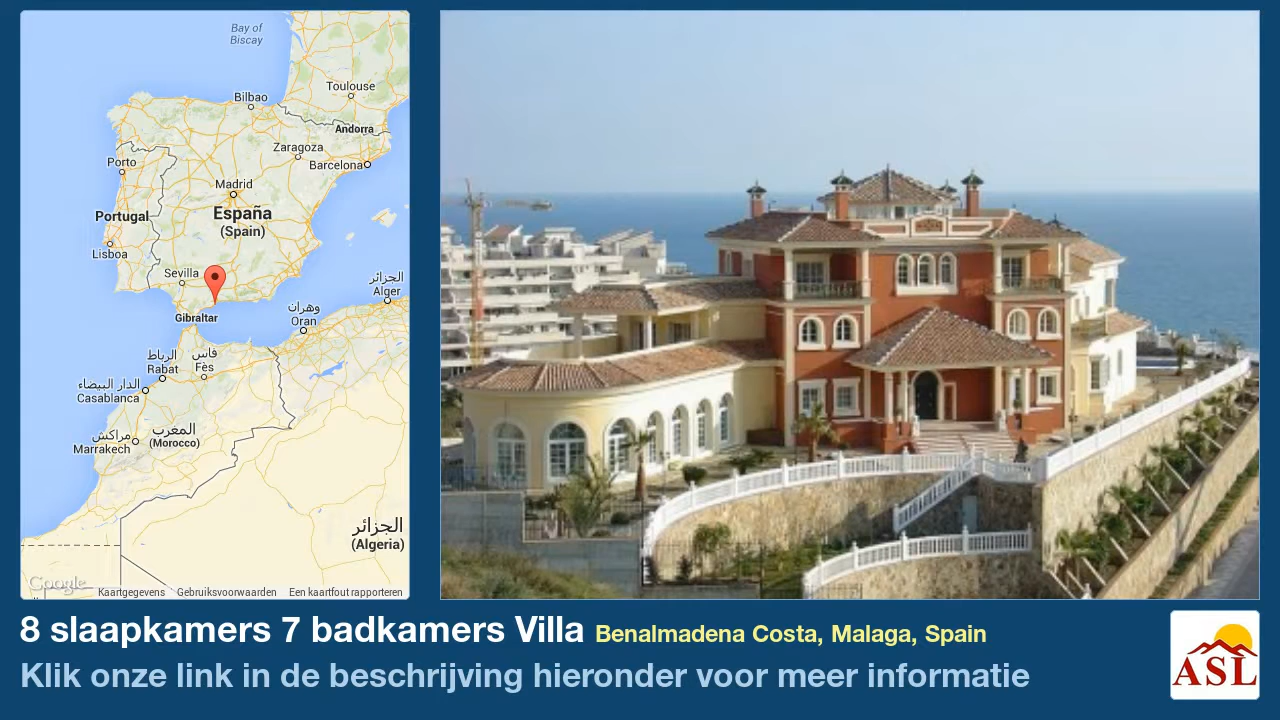 Bay of
Biscay
Toulouse
Bilbao
Andorra
Zaragoza
Porto
Barcelona
Madrid
Portugal
España
(Spain)
Lisboa
Sevilla
الجزائر
Alger
وهران
Oran
Gibraltar
الرباط
Rabat
فاس
Fès
الدار البيضاء
Casablanca
مراكش
Marrakech
المغرب
(Morocco)
الجزائر
(Algeria)
Google
Kaartgegevens Gebruiksvoorwaarden Een kaartfout rapporteren
8 slaapkamers 7 badkamers Villa Benalmadena Costa, Malaga, Spain
Klik onze link in de beschrijving hieronder voor meer informatie
ASL